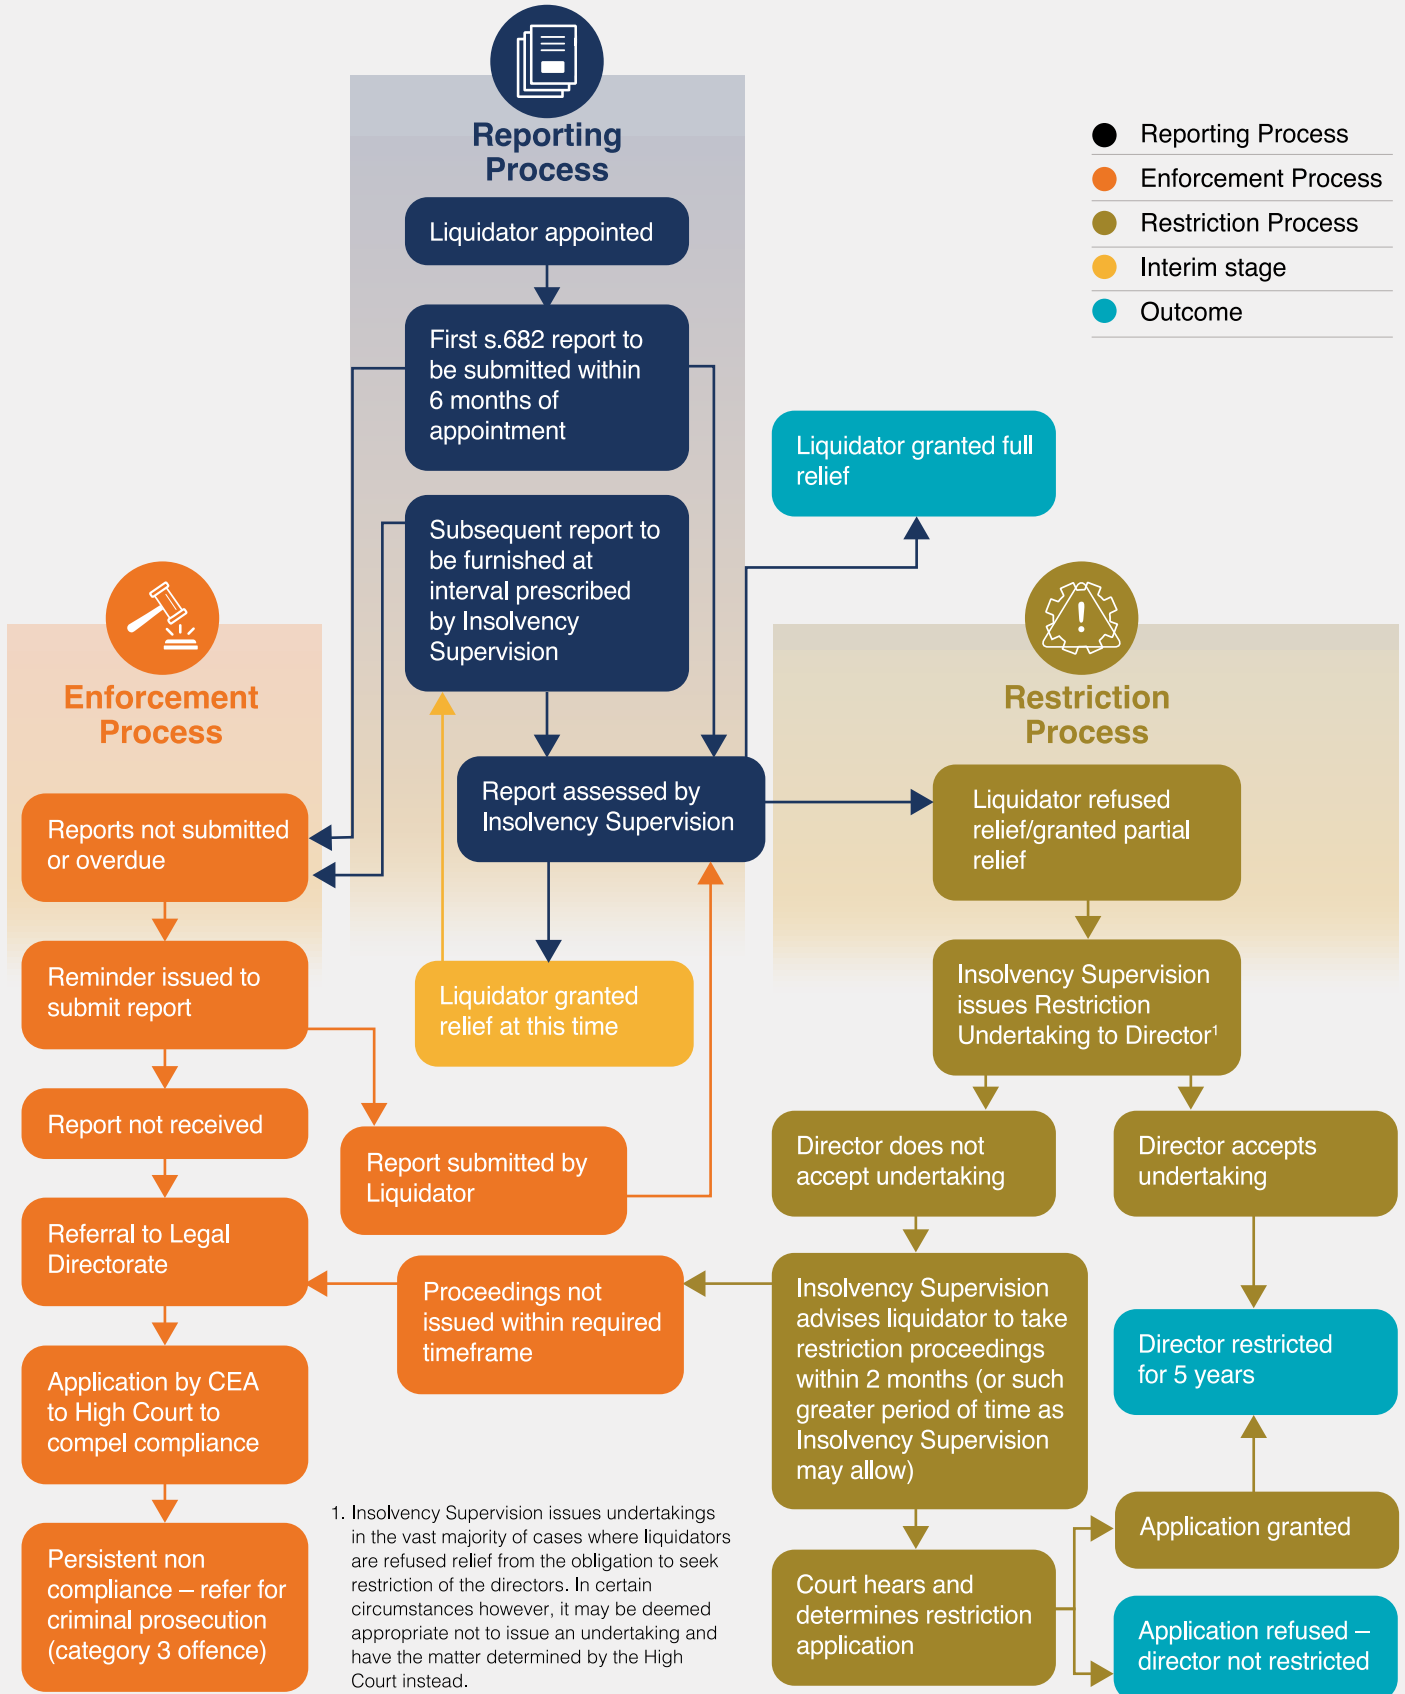 Reporting
Process
Reporting Process
Enforcement Process
Restriction Process
Interim stage
Outcome
Liquidator appointed
First s.682 report to
be submitted within
6 months of
appointment
Liquidator granted full
relief
Subsequent report to
be furnished at
interval prescribed
by Insolvency
Supervision
Enforcement
Process
Restriction
Process
Report assessed by
Insolvency Supervision
Liquidator refused
relief/granted partial
relief
Reports not submitted
or overdue
Reminder issued to
submit report
Liquidator granted
relief at this time
Insolvency Supervision
issues Restriction
Undertaking to Director¹
Report not received
Report submitted by
Liquidator
Director does not
accept undertaking
Director accepts
undertaking
Referral to Legal
Directorate
Proceedings not
issued within required
timeframe
Insolvency Supervision
advises liquidator to take
restriction proceedings
within 2 months (or such
greater period of time as
Insolvency Supervision
may allow)
Director restricted
for 5 years
Application by CEA
to High Court to
compel compliance
Persistent non
compliance – refer for
criminal prosecution
(category 3 offence)
1. Insolvency Supervision issues undertakings
in the vast majority of cases where liquidators
are refused relief from the obligation to seek
restriction of the directors. In certain
circumstances however, it may be deemed
appropriate not to issue an undertaking and
have the matter determined by the High
Court instead.
Court hears and
determines restriction
application
Application granted
Application refused –
director not restricted